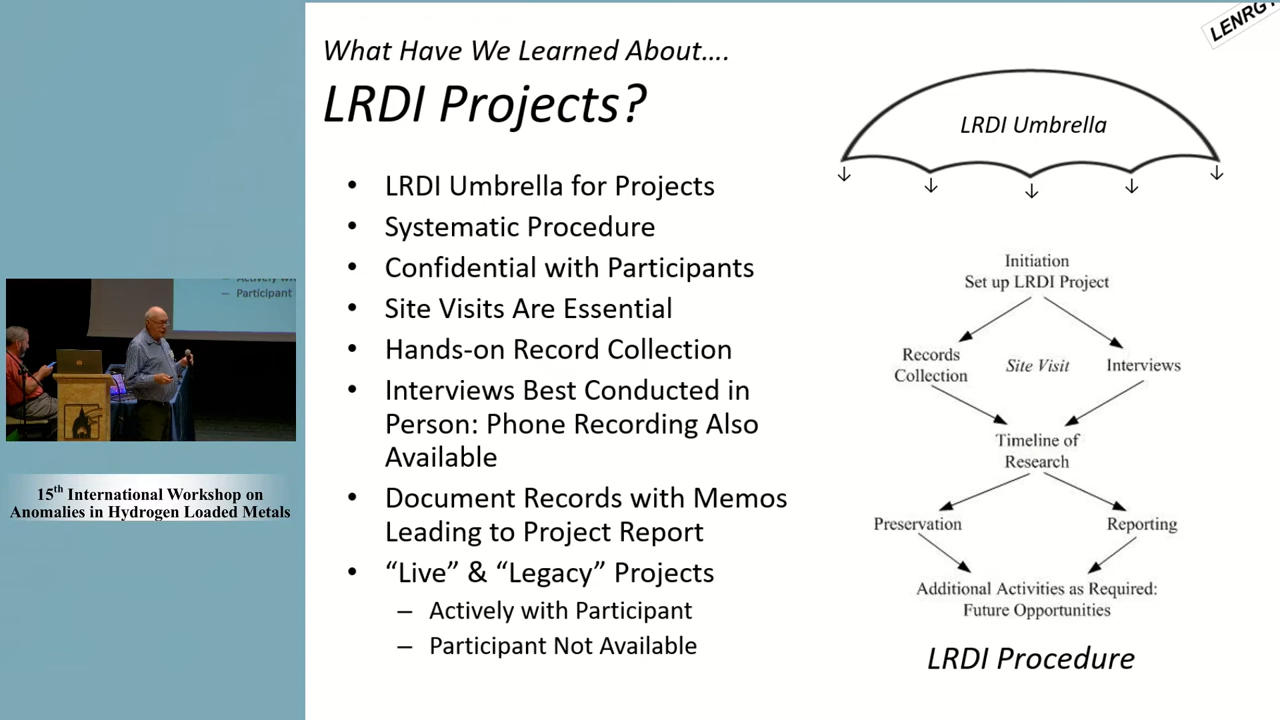 What Have We Learned About....
LRDI Projects?
• LRDI Umbrella for Projects
• Systematic Procedure
• Confidential with Participants
• Site Visits Are Essential
• Hands-on Record Collection
• Interviews Best Conducted in
Person: Phone Recording Also
Available
• Document Records with Memos
Leading to Project Report
• “Live” & “Legacy” Projects
– Actively with Participant
– Participant Not Available
LENRGY
LRDI Umbrella
Initiation
Set up LRDI Project
Records
Collection
Site Visit
Interviews
Timeline of
Research
Preservation
Reporting
Additional Activities as Required:
Future Opportunities
LRDI Procedure
– Participant
15th International Workshop on
Anomalies in Hydrogen Loaded Metals